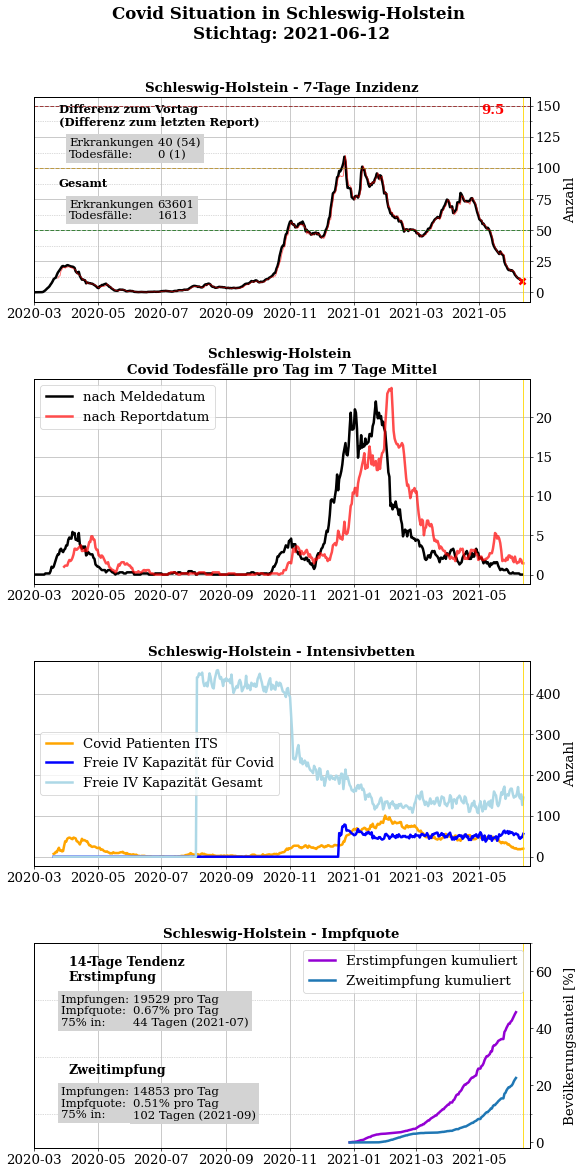 Covid Situation in Schleswig-Holstein
Stichtag: 2021-06-12
Schleswig-Holstein - 7-Tage Inzidenz
Differenz zum Vortag
(Differenz zum letzten Report)
Erkrankungen 40 (54)
Todesfälle: 0 (1)
Gesamt
Erkrankungen 63601
Todesfälle: 1613
9.5
150
125
100
75
50
25
0
Anzahl
2020-03 2020-05 2020-07 2020-09 2020-11 2021-01 2021-03 2021-05
Schleswig-Holstein
Covid Todesfälle pro Tag im 7 Tage Mittel
nach Meldedatum
nach Reportdatum
20
15
10
5
0
2020-03 2020-05 2020-07 2020-09 2020-11 2021-01 2021-03 2021-05
Schleswig-Holstein - Intensivbetten
Covid Patienten ITS
Freie IV Kapazität für Covid
Freie IV Kapazität Gesamt
400
300
200
100
0
Anzahl
2020-03 2020-05 2020-07 2020-09 2020-11 2021-01 2021-03 2021-05
Schleswig-Holstein - Impfquote
14-Tage Tendenz
Erstimpfung
Impfungen: 19529 pro Tag
Impfquote: 0.67% pro Tag
75% in: 44 Tagen (2021-07)
Zweitimpfung
Impfungen: 14853 pro Tag
Impfquote: 0.51% pro Tag
75% in: 102 Tagen (2021-09)
Erstimpfungen kumuliert
Zweitimpfung kumuliert
60
40
20
0
Bevölkerungsanteil [%]
2020-03 2020-05 2020-07 2020-09 2020-11 2021-01 2021-03 2021-05